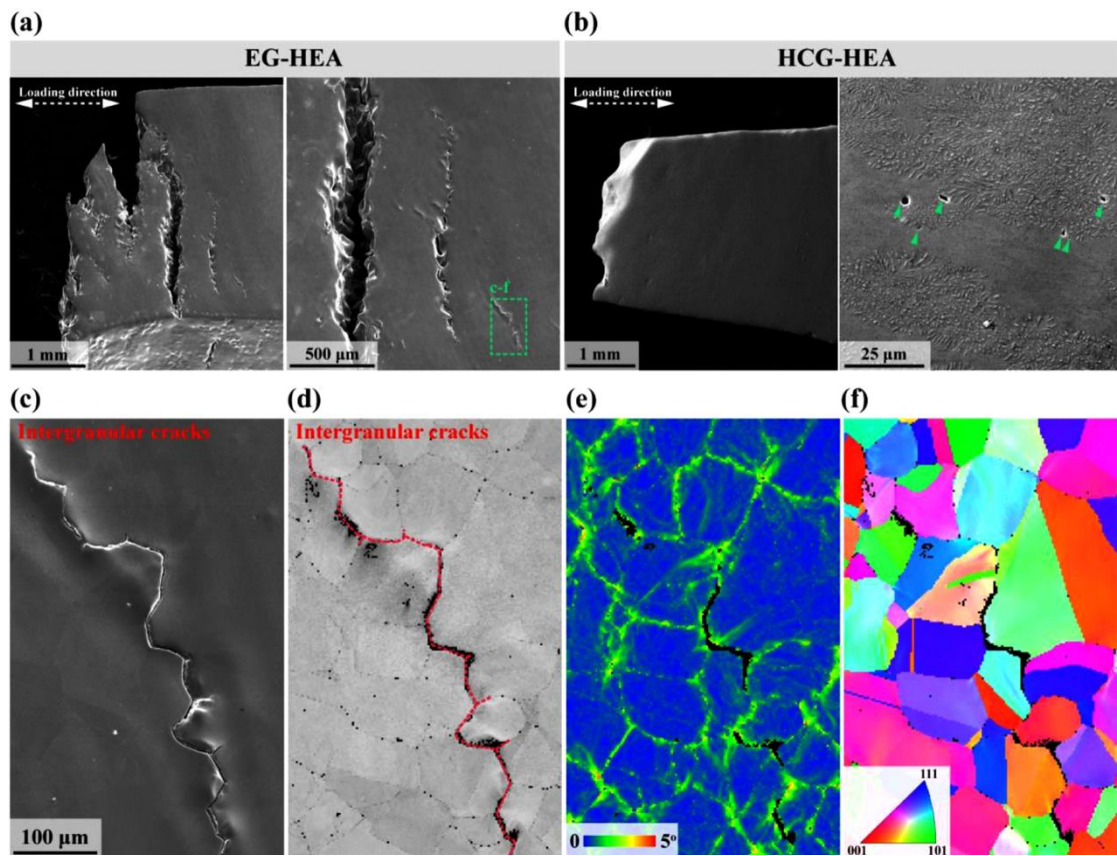 (a)
(b)
EG-HEA
HCG-HEA
Loading direction
Loading direction
c-f
1 mm
500 μm
1 mm
25 μm
(c)
(d)
(e)
(f)
Intergranular cracks
Intergranular cracks
100 μm
0
5°
111
001
101